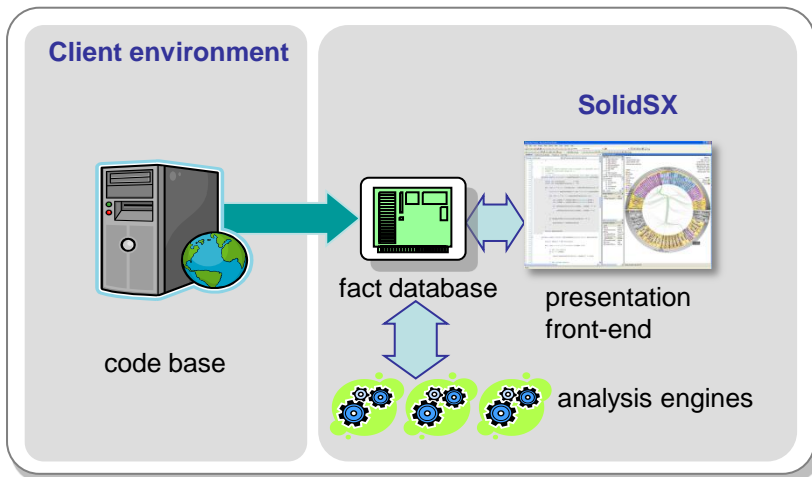 Client environment
SolidSX
fact database
presentation
front-end
code base
analysis engines